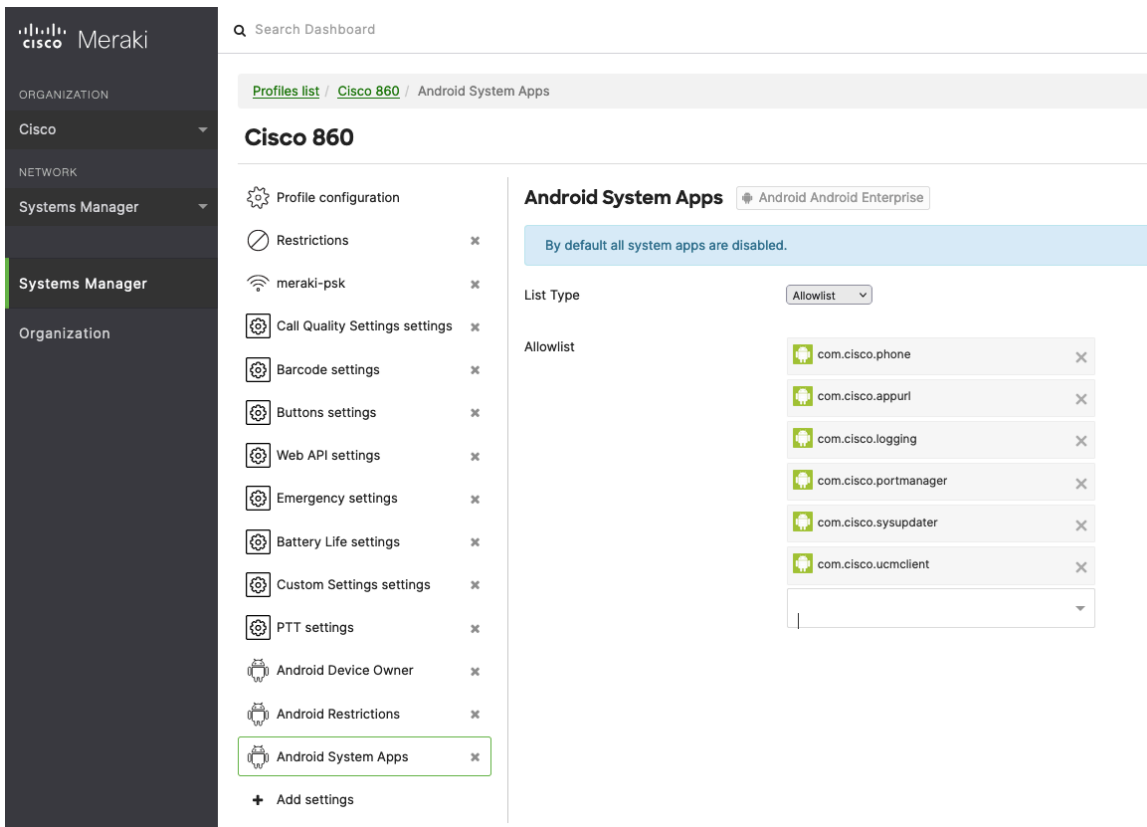 cisco Meraki
Search Dashboard
ORGANIZATION
Cisco
NETWORK
Systems Manager
Systems Manager
Organization
Profiles list / Cisco 860 / Android System Apps
Cisco 860
Profile configuration
Restrictions
meraki-psk
Call Quality Settings settings
Barcode settings
Buttons settings
Web API settings
Emergency settings
Battery Life settings
Custom Settings settings
PTT settings
Android Device Owner
Android Restrictions
Android System Apps
+ Add settings
Android System Apps Android Android Enterprise
By default all system apps are disabled.
List Type Allowlist
Allowlist
com.cisco.phone
com.cisco.appurl
com.cisco.logging
com.cisco.portmanager
com.cisco.sysupdater
com.cisco.ucmclient